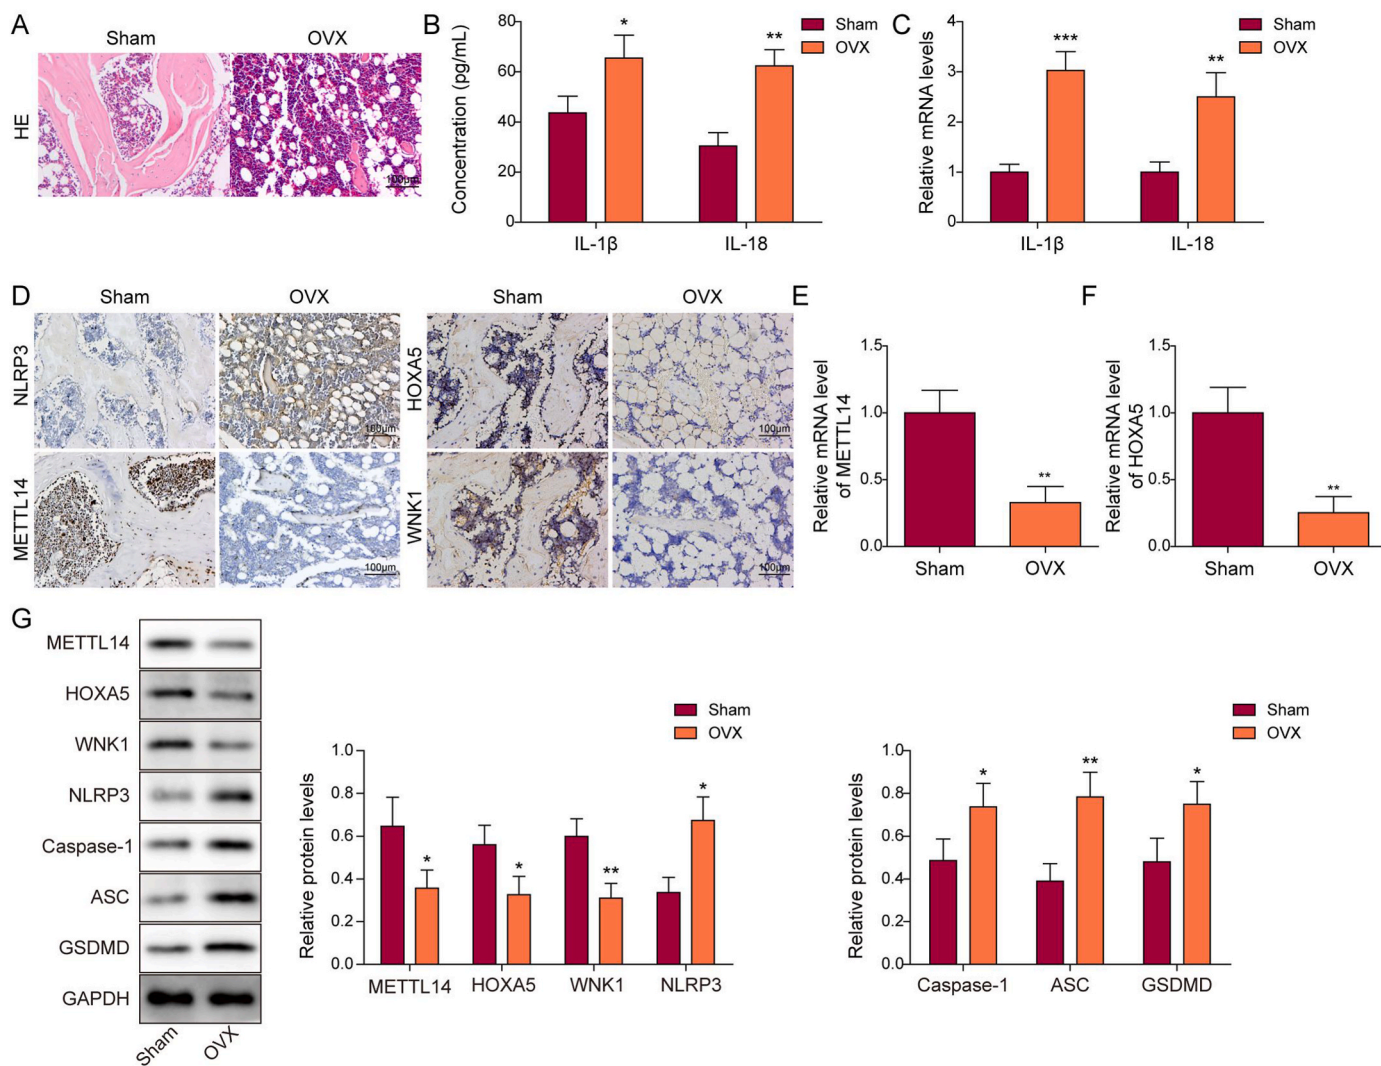 A
Sham
OVX
HE
100μm
B
Concentration (pg/mL)
80
60
40
20
0
*
**
Sham
OVX
IL-1β
IL-18
C
Relative mRNA levels
4
3
2
1
0
***
**
Sham
OVX
IL-1β
IL-18
D
Sham
OVX
Sham
OVX
NLRP3
100μm
HOXA5
100μm
METTL14
100μm
WNK1
100μm
E
Relative mRNA level
of METTL14
1.5
1.0
0.5
0.0
**
Sham
OVX
F
Relative mRNA level
of HOXA5
1.5
1.0
0.5
0.0
**
Sham
OVX
G
METTL14
HOXA5
WNK1
NLRP3
Caspase-1
ASC
GSDMD
GAPDH
Sham
OVX
Sham
OVX
Relative protein levels
1.0
0.8
0.6
0.4
0.2
0.0
*
*
**
*
METTL14
HOXA5
WNK1
NLRP3
Sham
OVX
Relative protein levels
1.0
0.8
0.6
0.4
0.2
0.0
*
**
*
Caspase-1
ASC
GSDMD